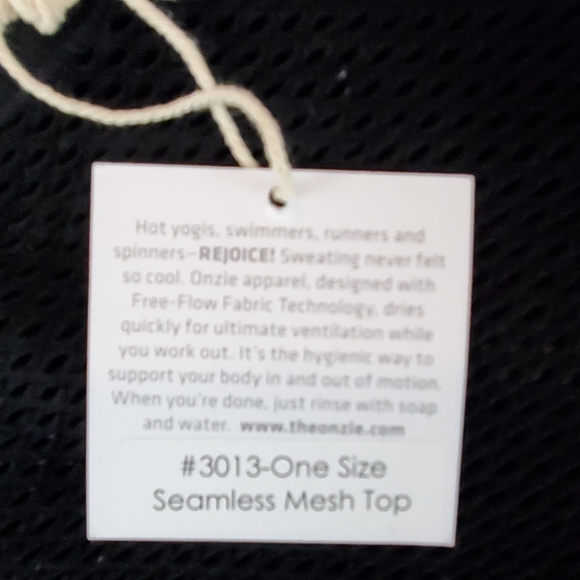 Hot yogis, swimmers, runners and
spinners–REJOICE! Sweating never felt
so cool. Onzie apparel, designed with
Free-Flow Fabric Technology, dries
quickly for ultimate ventilation while
you work out. It's the hygienic way to
support your body in and out of motion.
When you're done, just rinse with soap
and water. www.theonzie.com
#3013-One Size
Seamless Mesh Top